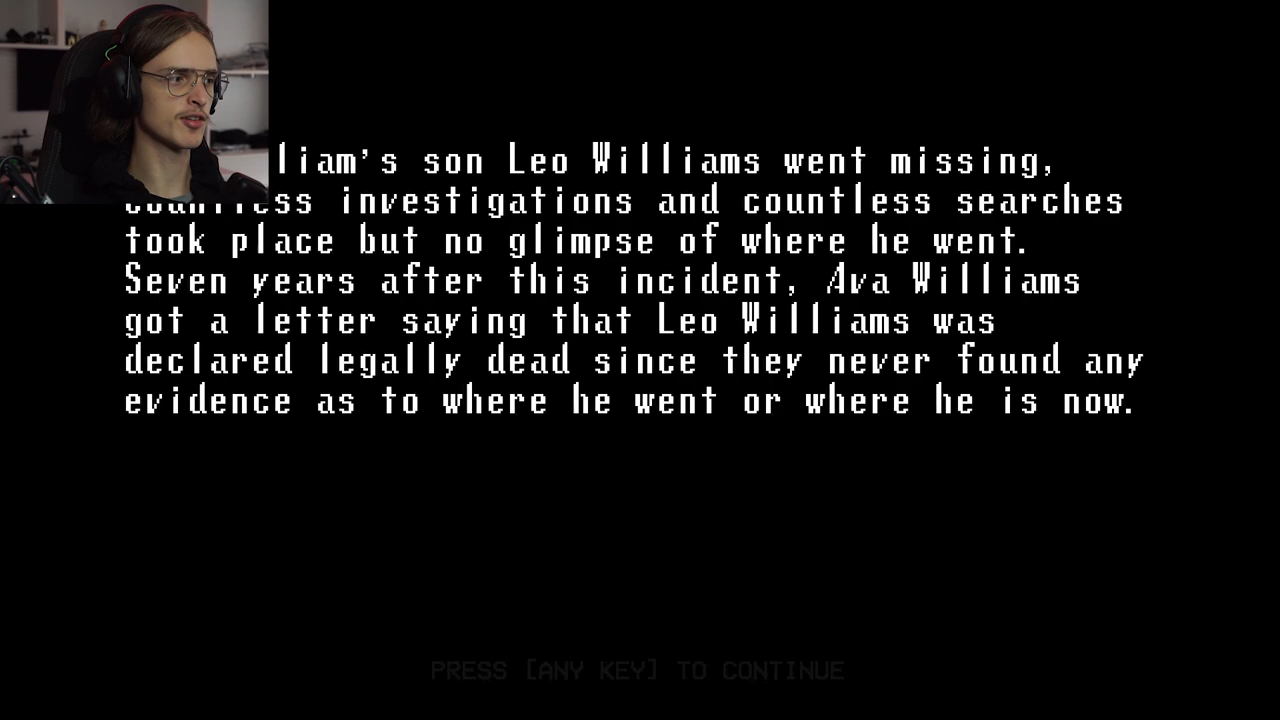 liam's son Leo Williams went missing,
countless investigations and countless searches
took place but no glimpse of where he went.
Seven years after this incident, Ava Williams
got a letter saying that Leo Williams was
declared legally dead since they never found any
evidence as to where he went or where he is now.
PRESS [ANY KEY] TO CONTINUE